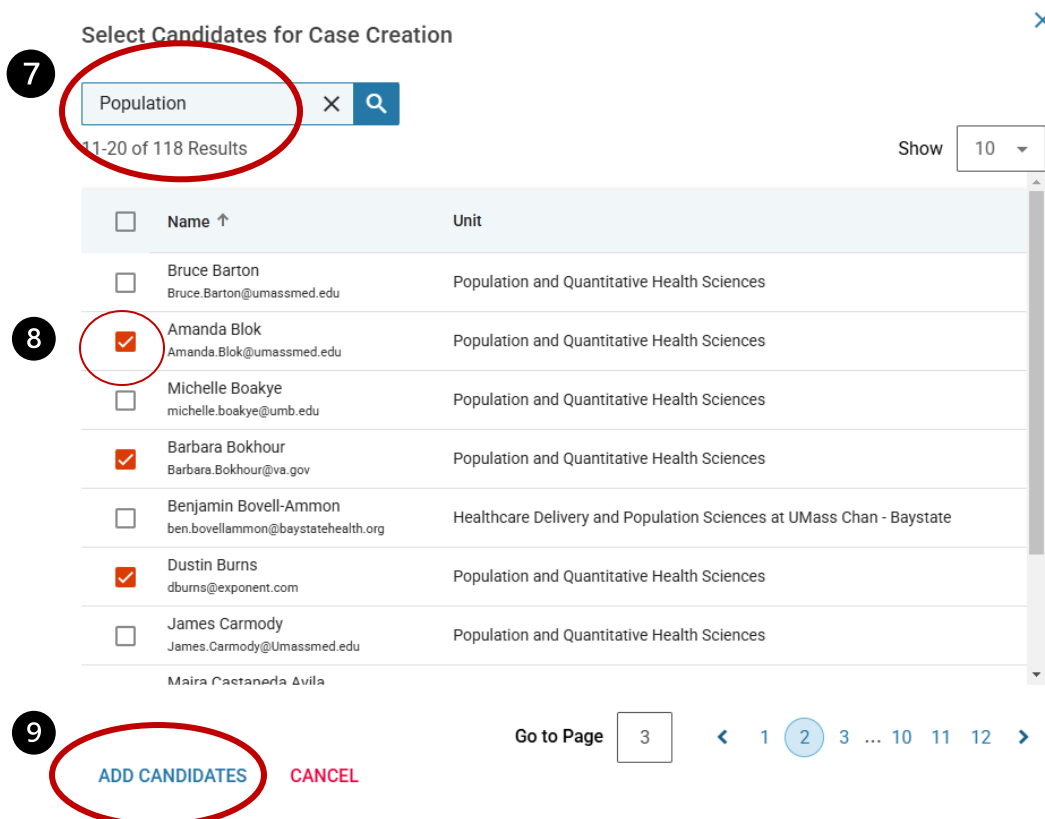 Select Candidates for Case Creation
7
Population
11-20 of 118 Results
Show 10
Name ↑ Unit
Bruce Barton
Bruce.Barton@umassmed.edu
Population and Quantitative Health Sciences
8
Amanda Blok
Amanda.Blok@umassmed.edu
Population and Quantitative Health Sciences
Michelle Boakye
michelle.boakye@umb.edu
Population and Quantitative Health Sciences
Barbara Bokhour
Barbara.Bokhour@va.gov
Population and Quantitative Health Sciences
Benjamin Bovell-Ammon
ben.bovellammon@baystatehealth.org
Healthcare Delivery and Population Sciences at UMass Chan - Baystate
Dustin Burns
dburns@exponent.com
Population and Quantitative Health Sciences
James Carmody
James.Carmody@Umassmed.edu
Population and Quantitative Health Sciences
Maira Castaneda Avila
9
Go to Page 3 1 2 3 ... 10 11 12
ADD CANDIDATES CANCEL